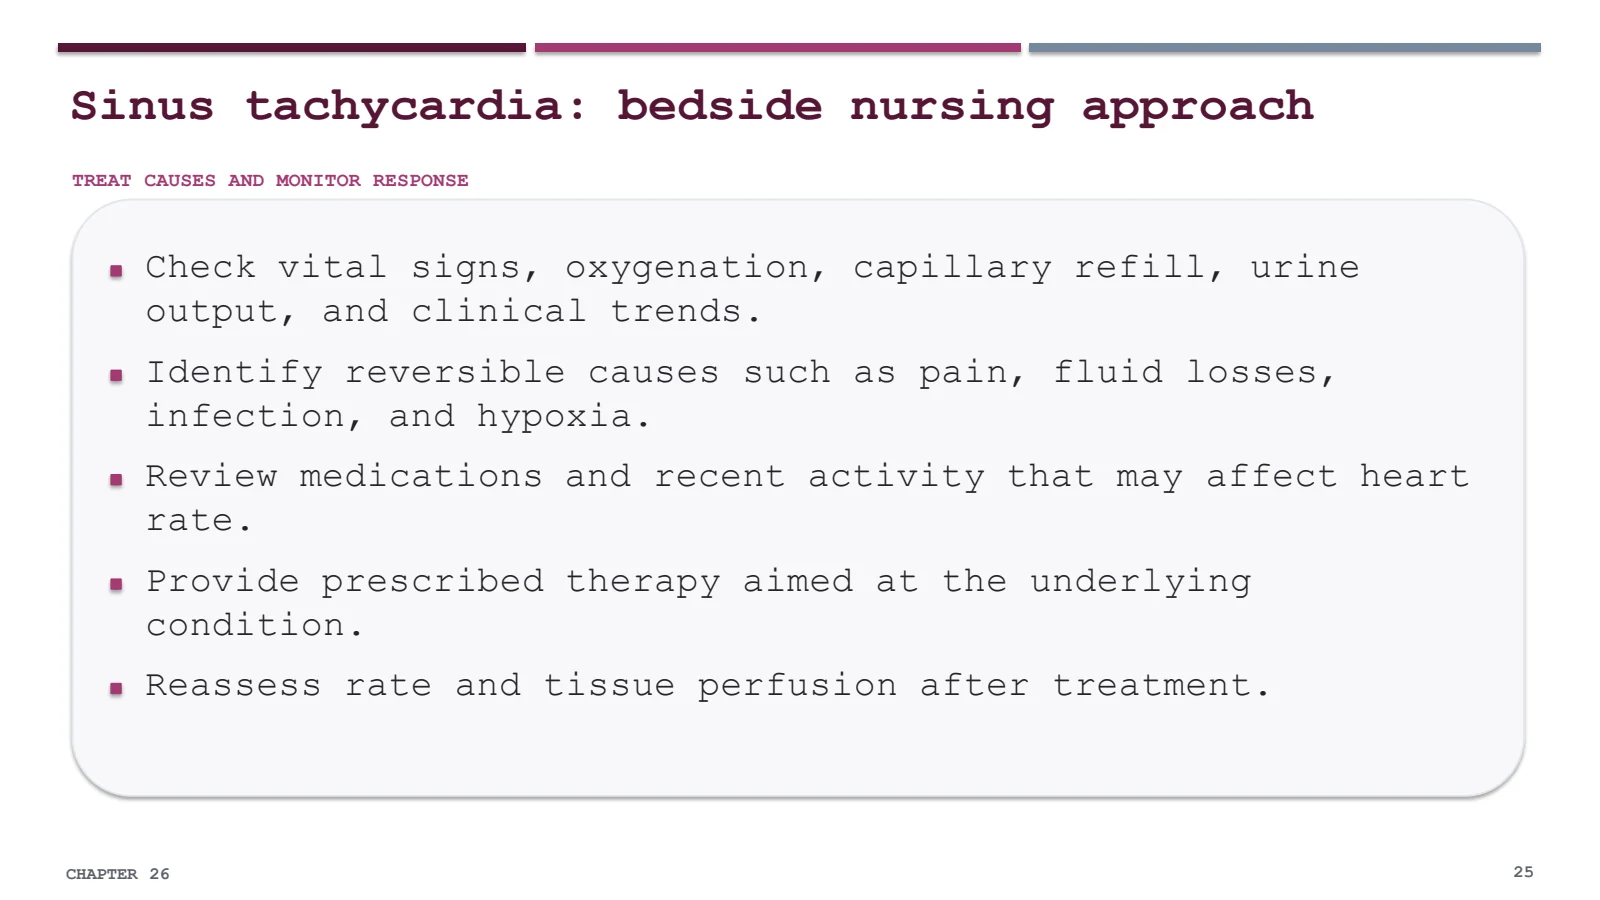 Sinus tachycardia: bedside nursing approach
TREAT CAUSES AND MONITOR RESPONSE
▪ Check vital signs, oxygenation, capillary refill, urine
output, and clinical trends.
▪ Identify reversible causes such as pain, fluid losses,
infection, and hypoxia.
▪ Review medications and recent activity that may affect heart
rate.
▪ Provide prescribed therapy aimed at the underlying
condition.
▪ Reassess rate and tissue perfusion after treatment.
CHAPTER 26
25